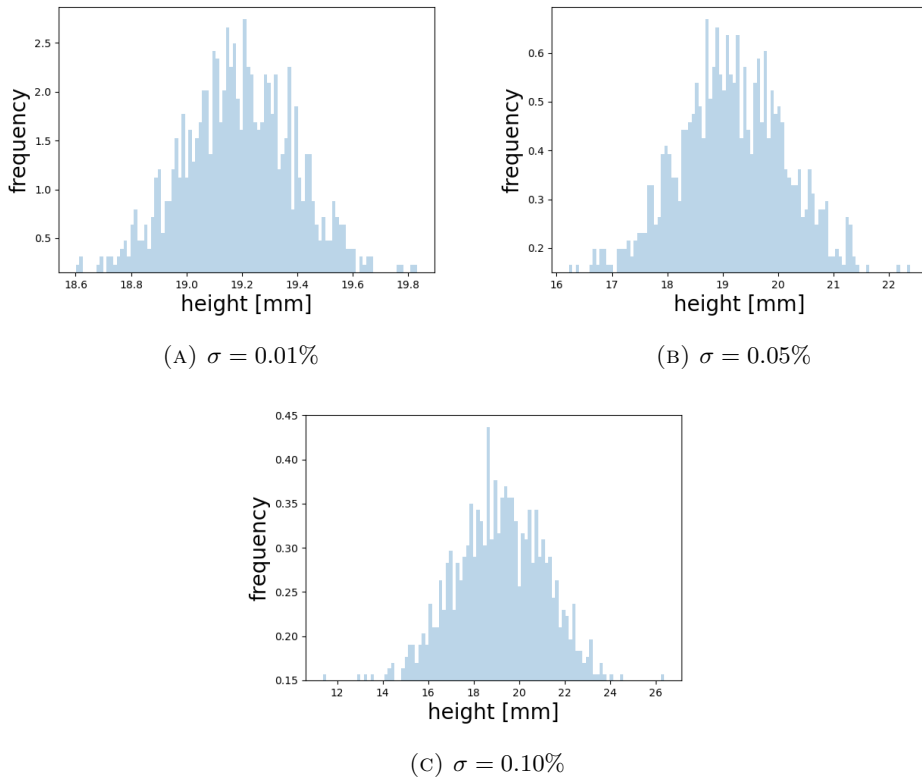 2.5
2.0
1.5
1.0
0.5
frequency
18.6 18.8 19.0 19.2 19.4 19.6 19.8
height [mm]
(A) σ = 0.01%
0.6
0.5
0.4
0.3
0.2
frequency
16 17 18 19 20 21 22
height [mm]
(B) σ = 0.05%
0.45
0.40
0.35
0.30
0.25
0.20
0.15
frequency
12 14 16 18 20 22 24 26
height [mm]
(C) σ = 0.10%